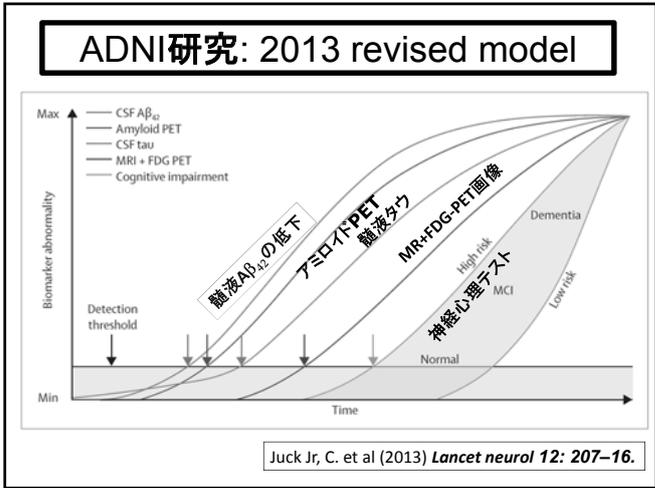 ADNI研究: 2013 revised model
Max
CSF Aβ42
Amyloid PET
CSF tau
MRI + FDG PET
Cognitive impairment
Biomarker abnormality
Detection
threshold
髄液Aβ42の低下
アミロイドPET
髄液タウ
MR+FDG-PET画像
High risk
神経心理テスト
Dementia
MCI
Low risk
Normal
Min
Time
Juck Jr, C. et al (2013) Lancet neurol 12: 207–16.